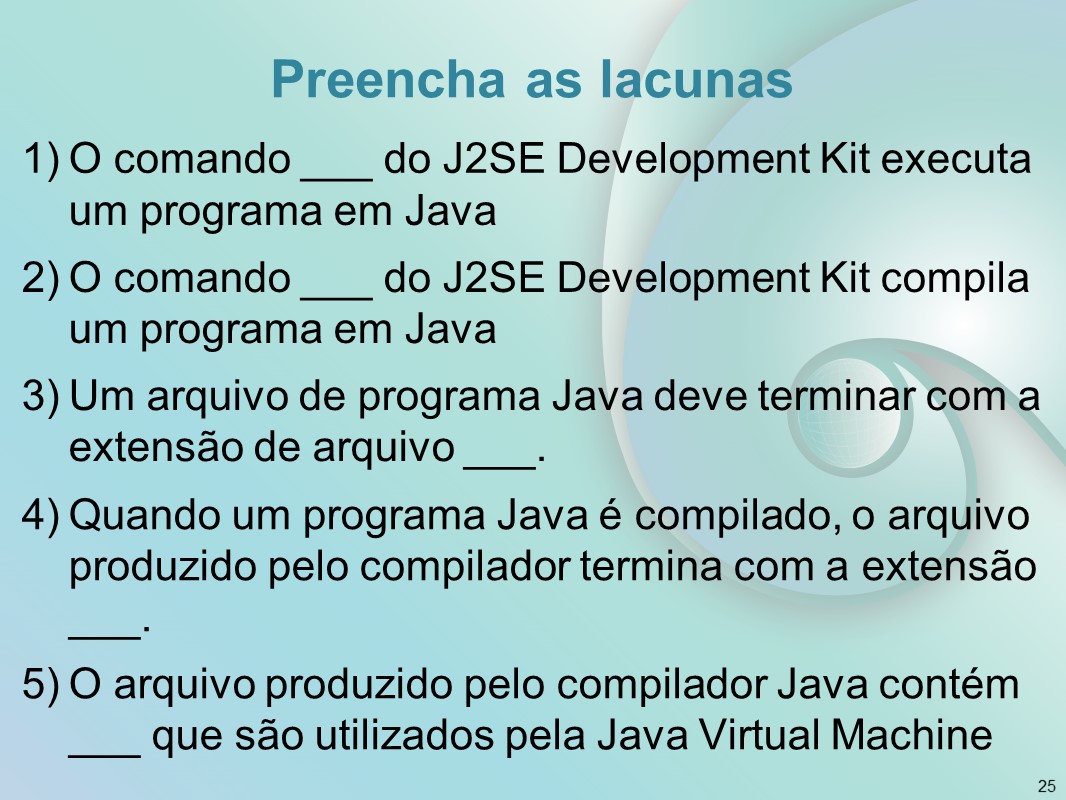 Preencha as lacunas
1) O comando ___ do J2SE Development Kit executa
um programa em Java
2) O comando ___ do J2SE Development Kit compila
um programa em Java
3) Um arquivo de programa Java deve terminar com a
extensão de arquivo ___.
4) Quando um programa Java é compilado, o arquivo
produzido pelo compilador termina com a extensão
___.
5) O arquivo produzido pelo compilador Java contém
___ que são utilizados pela Java Virtual Machine
25